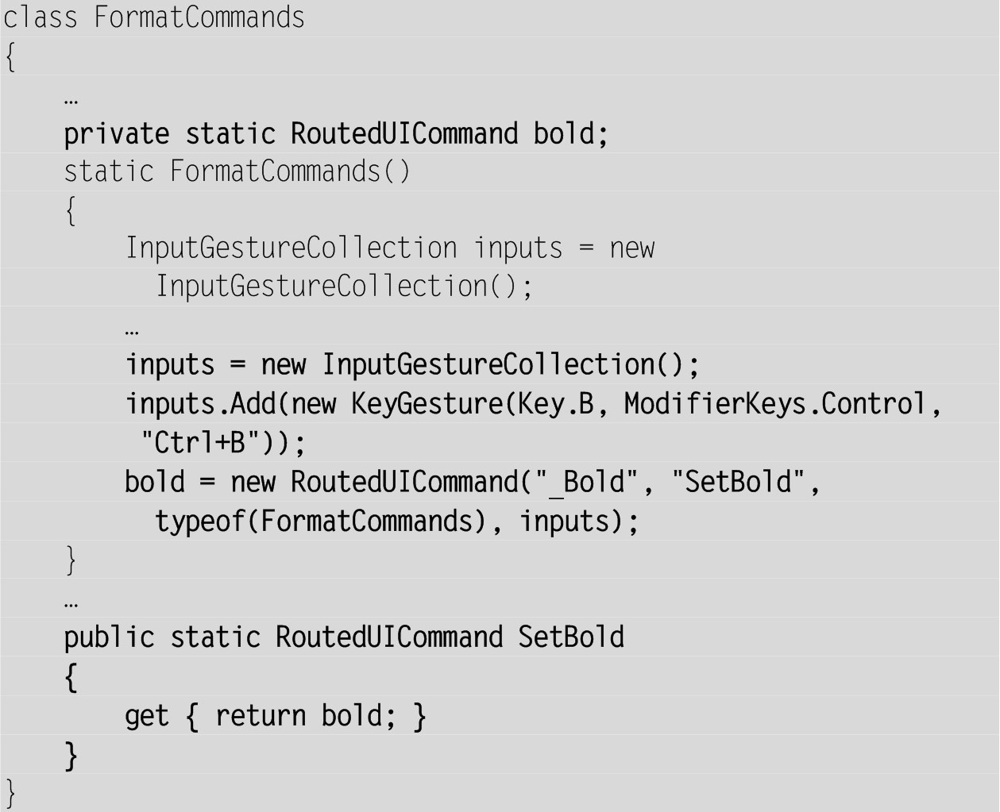 class FormatCommands
{
…
private static RoutedUICommand bold;
static FormatCommands()
{
InputGestureCollection inputs = new
InputGestureCollection();
…
inputs = new InputGestureCollection();
inputs.Add(new KeyGesture(Key.B, ModifierKeys.Control,
"Ctrl+B"));
bold = new RoutedUICommand("_Bold", "SetBold",
typeof(FormatCommands), inputs);
}
…
public static RoutedUICommand SetBold
{
get { return bold; }
}
}